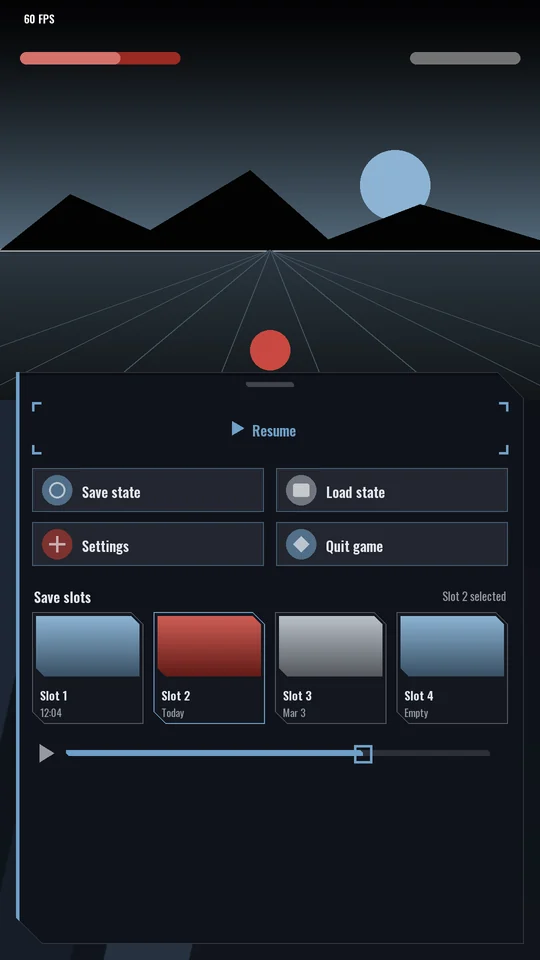 60 FPS
Resume
Save state
Load state
Settings
Quit game
Save slots
Slot 2 selected
Slot 1
12:04
Slot 2
Today
Slot 3
Mar 3
Slot 4
Empty